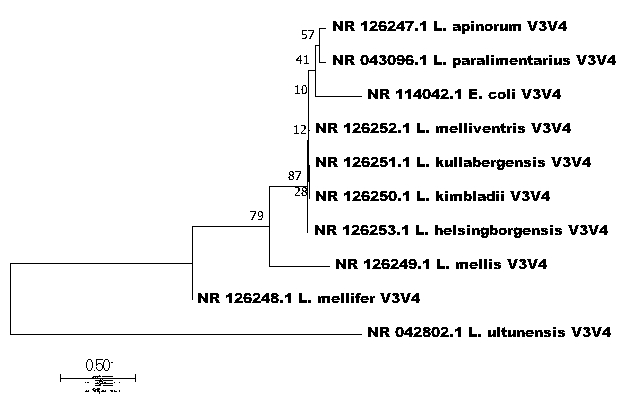 57
NR 126247.1 L. apinorum V3V4
41
NR 043096.1 L. paralimentarius V3V4
10
NR 114042.1 E. coli V3V4
12
NR 126252.1 L. melliventris V3V4
NR 126251.1 L. kullabergensis V3V4
87
28
NR 126250.1 L. kimbladii V3V4
79
NR 126253.1 L. helsingborgensis V3V4
NR 126249.1 L. mellis V3V4
NR 126248.1 L. mellifer V3V4
NR 042802.1 L. ultunensis V3V4
0.50